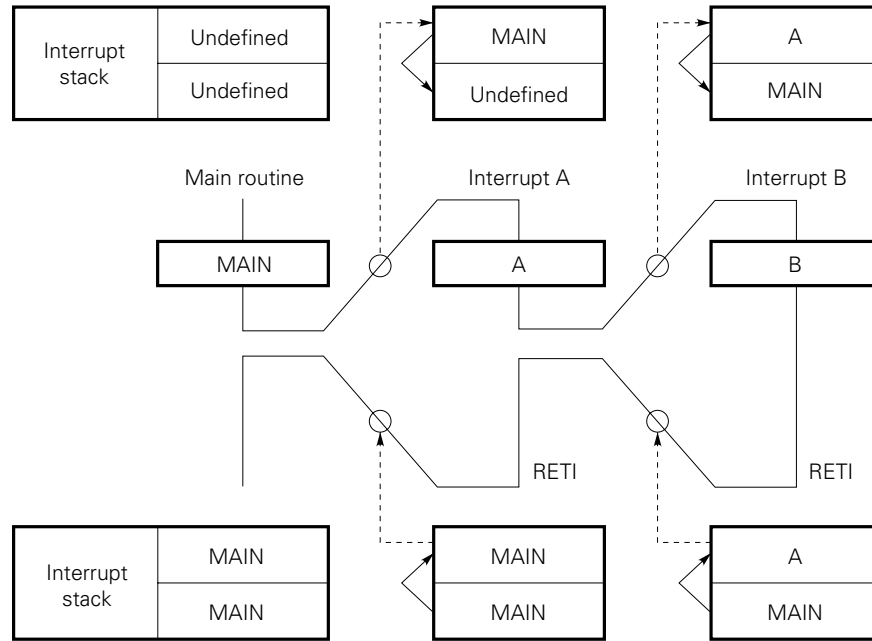 Interrupt
stack
Undefined
Undefined
MAIN
Undefined
A
MAIN
Main routine
Interrupt A
Interrupt B
MAIN
A
B
RETI
RETI
Interrupt
stack
MAIN
MAIN
MAIN
MAIN
A
MAIN